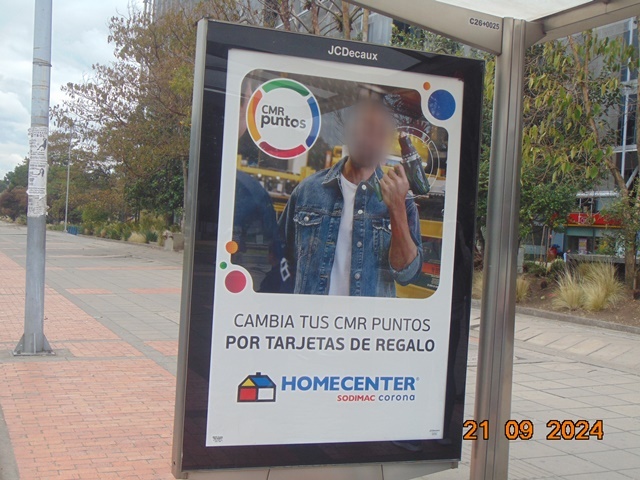 C26+0025
JCDecaux
CMR
puntos
CAMBIA TUS CMR PUNTOS
POR TARJETAS DE REGALO
HOMECENTER
SODIMAC corona
21 09 2024